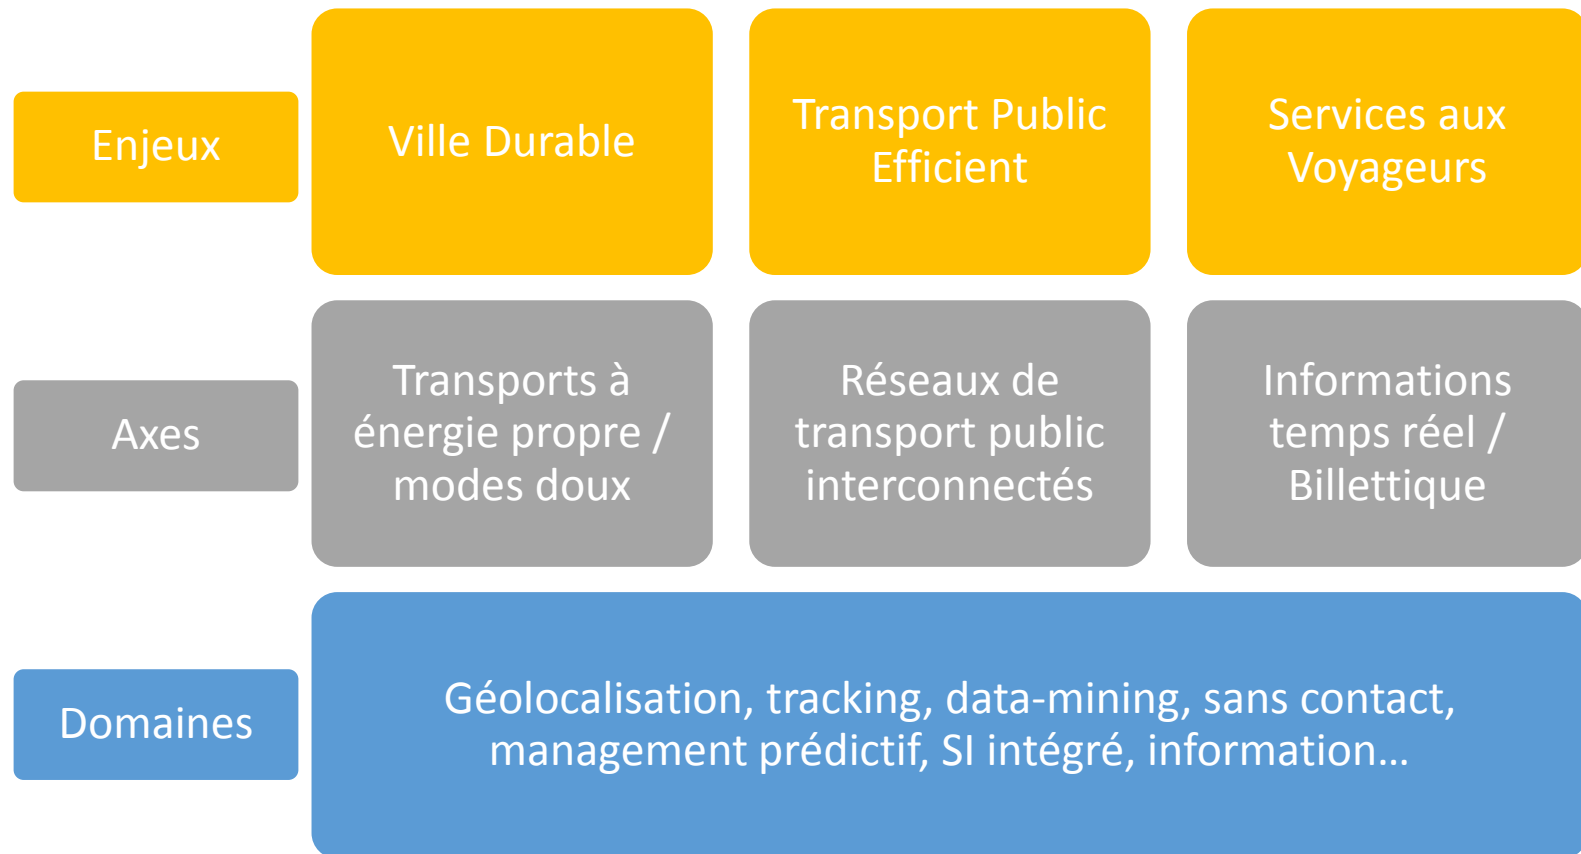 Enjeux
Ville Durable
Transport Public
Efficient
Services aux
Voyageurs
Axes
Transports à
énergie propre /
modes doux
Réseaux de
transport public
interconnectés
Informations
temps réel /
Billettique
Domaines
Géolocalisation, tracking, data-mining, sans contact,
management prédictif, SI intégré, information…